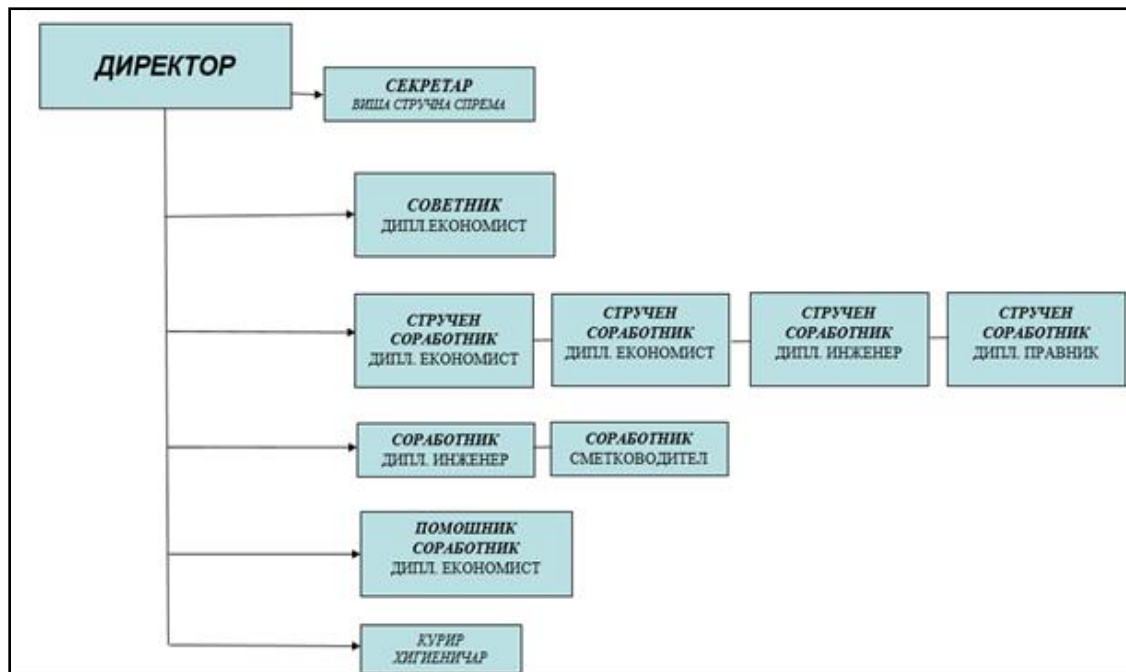 ДИРЕКТОР
СЕКРЕТАР
ВИША СТРУЧНА СПРЕМА
СОВЕТНИК
ДИПЛ.ЕКОНОМИСТ
СТРУЧЕН
СОРАБОТНИК
ДИПЛ. ЕКОНОМИСТ
СТРУЧЕН
СОРАБОТНИК
ДИПЛ. ЕКОНОМИСТ
СТРУЧЕН
СОРАБОТНИК
ДИПЛ. ИНЖЕНЕР
СТРУЧЕН
СОРАБОТНИК
ДИПЛ. ПРАВНИК
СОРАБОТНИК
ДИПЛ. ИНЖЕНЕР
СОРАБОТНИК
СМЕТКОВОДИТЕЛ
ПОМОШНИК
СОРАБОТНИК
ДИПЛ. ЕКОНОМИСТ
КУРИР
ХИГИЕНИЧАР